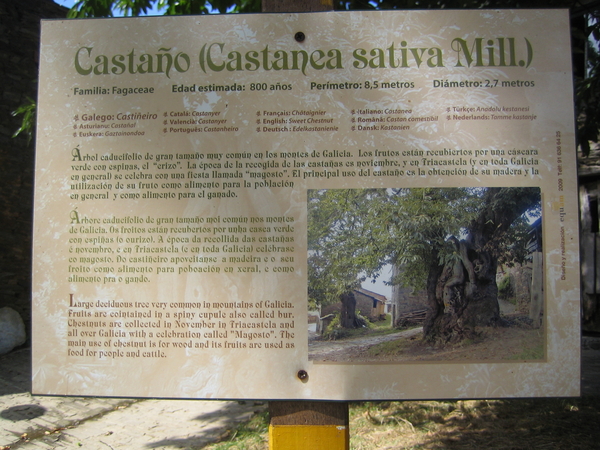 Castaño (Castanea sativa Mill.)
Familia: Fagaceae Edad estimada: 800 años Perímetro: 8,5 metros Diámetro: 2,7 metros
Galego: Castiñeiro
Asturianu: Castañal
Euskera: Gaztainondoa
Català: Castanyer
Valencià: Castanyer
Português: Castanheiro
Français: Châtaignier
English: Sweet Chestnut
Deutsch: Edelkastanienie
Italiano: Castanea
Română: Castan comestibil
Dansk: Kastanien
Türkçe: Anadolu kestanesi
Nederlands: Tamme kastanje
Árbol caducifolio de gran tamaño muy común en los montes de Galicia. Los frutos están recubiertos por una cáscara
verde con espinas, el "erizo". La época de la recogida de las castañas es noviembre, y en Triacastela (y en toda Galicia
en general) se celebra con una fiesta llamada "magosto". El principal uso del castaño es la obtención de su madera y la
utilización de su fruto como alimento para la población
en general y como alimento para el ganado.
Árbore caducifolio de gran tamaño moi común nos montes
de Galicia. Os froitos están recubertos por unha casca verde
con espiñas (o ourizo). A época da recollida das castañas
é novembro, e en Triacastela (e en toda Galicia) celébrase
co magosto. Do castiñeiro apoveitanse a madeira e o seu
froito como alimento para poboación en xeral, e como
alimento pra o gando.
Large deciduous tree very common in mountains of Galicia.
Fruits are cointained in a spiny cupule also called bur.
Chestnuts are collected in November in Triacastela and
all over Galicia with a celebration called "Magosto". The
main use of chestnut is for wood and its fruits are used as
food for people and cattle.